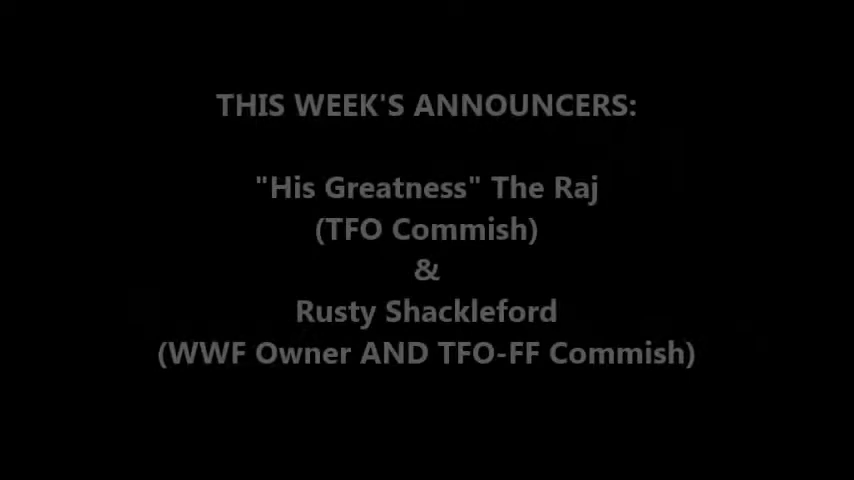 THIS WEEK'S ANNOUNCERS:
"His Greatness" The Raj
(TFO Commish)
&
Rusty Shackleford
(WWF Owner AND TFO-FF Commish)